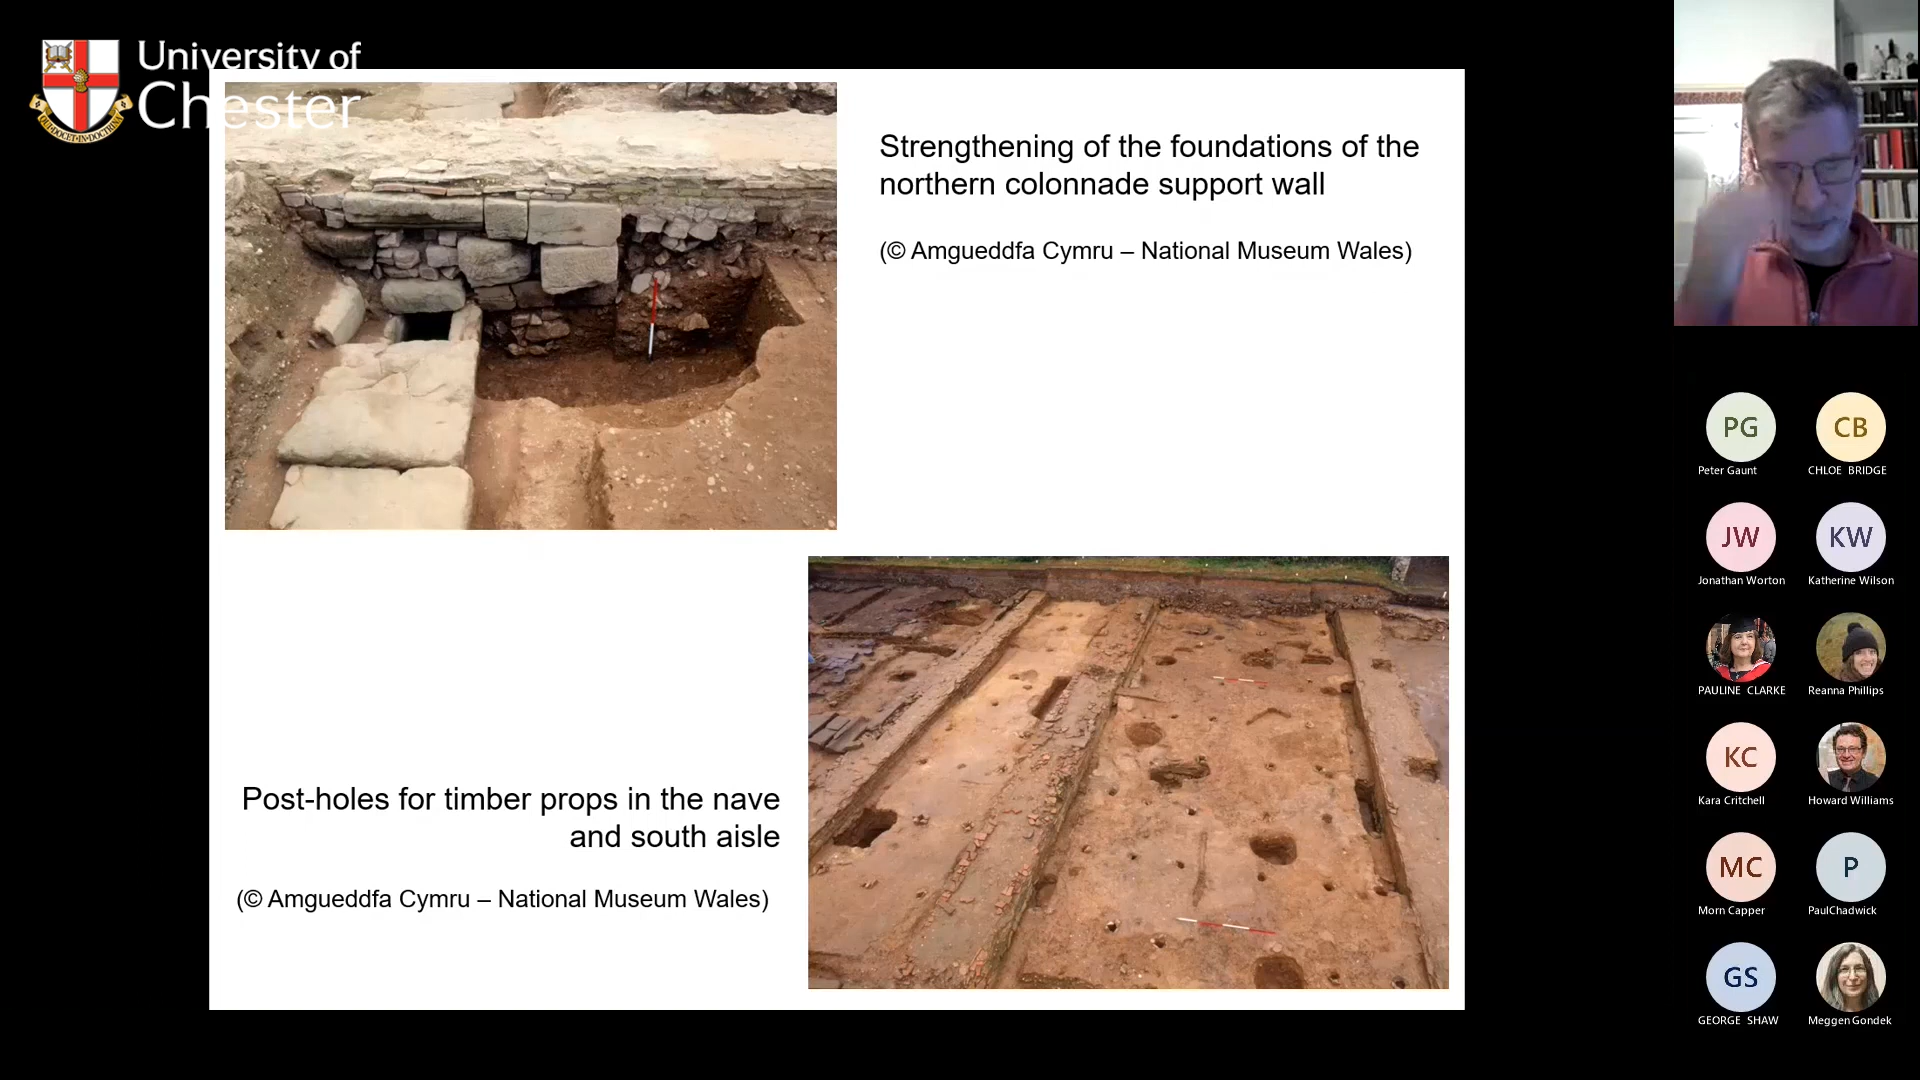 University of
Chester
Strengthening of the foundations of the
northern colonnade support wall
(© Amgueddfa Cymru – National Museum Wales)
Post-holes for timber props in the nave
and south aisle
(© Amgueddfa Cymru – National Museum Wales)
PG
Peter Gaunt
CB
CHLOE BRIDGE
JW
Jonathan Worton
KW
Katherine Wilson
PAULINE CLARKE
Reanna Phillips
KC
Kara Critchell
Howard Williams
MC
Morn Capper
P
PaulChadwick
GS
GEORGE SHAW
Meggen Gondek